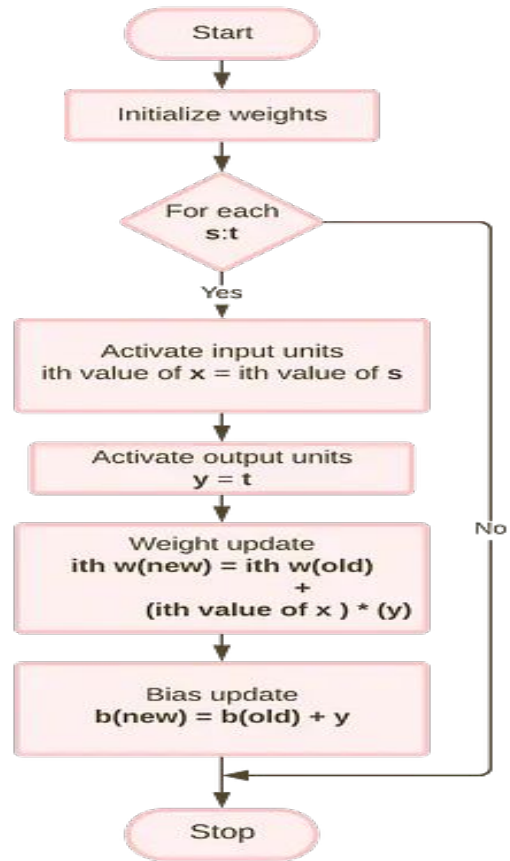 Start
Initialize weights
For each
s:t
Yes
Activate input units
ith value of x = ith value of s
Activate output units
y = t
Weight update
ith w(new) = ith w(old)
+
(ith value of x ) * (y)
No
Bias update
b(new) = b(old) + y
Stop